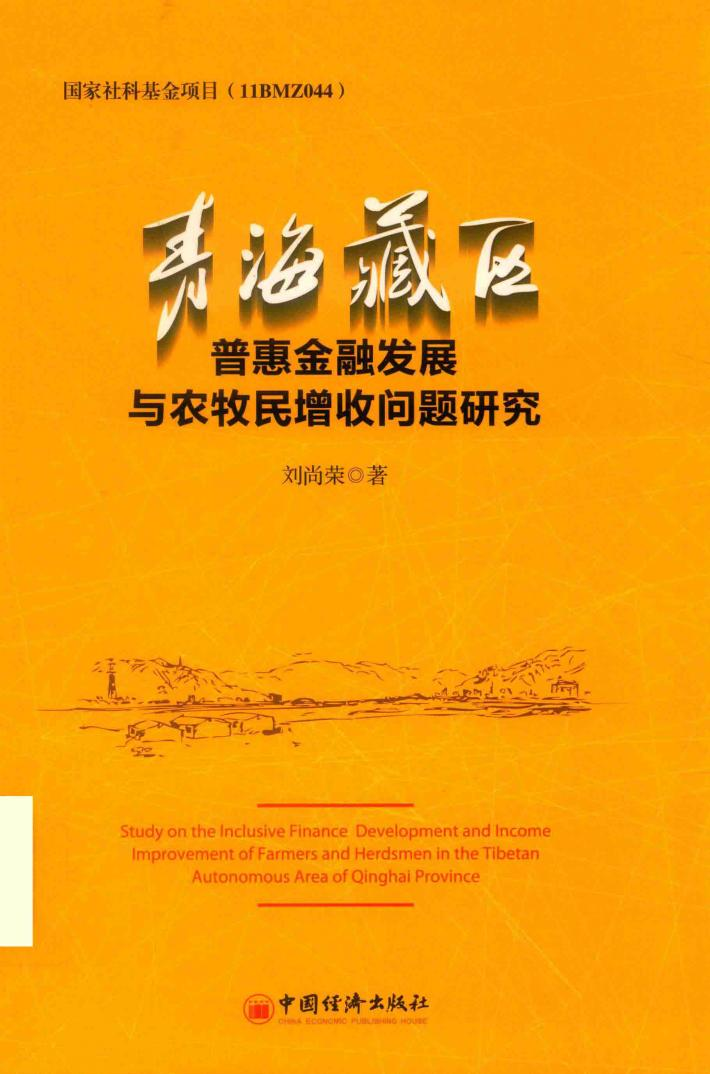 国家社科基金项目（11BMZ044）
青海藏区
普惠金融发展
与农牧民增收问题研究
刘尚荣◎著
Study on the Inclusive Finance Development and Income
Improvement of Farmers and Herdsmen in the Tibetan
Autonomous Area of Qinghai Province
中国经济出版社
CHINA ECONOMIC PUBLISHING HOUSE